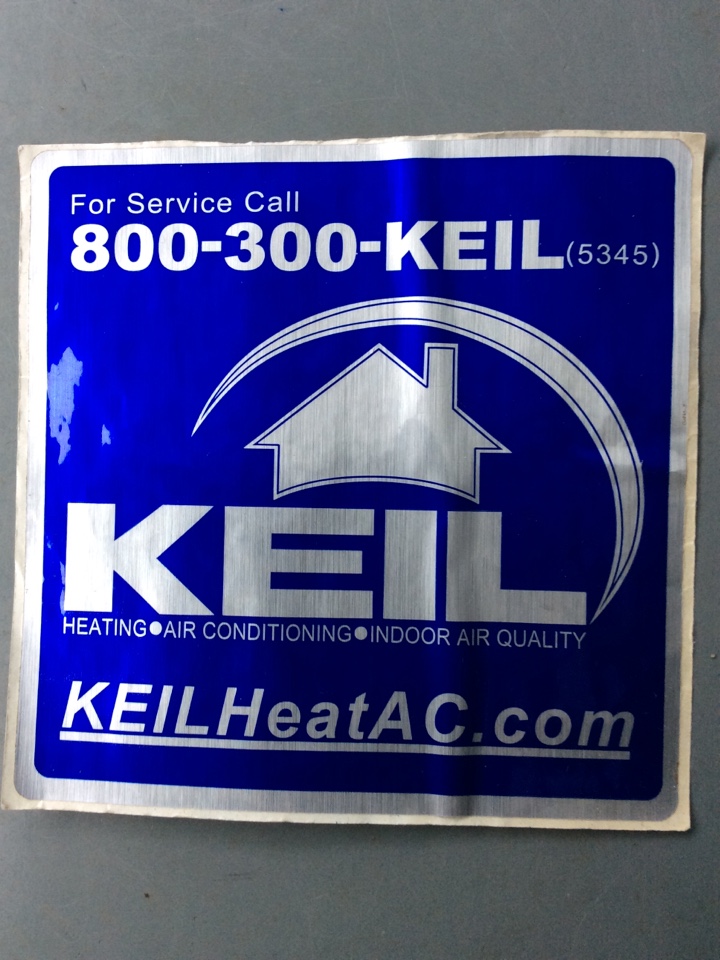 For Service Call
800-300-KEIL(5345)
KEIL
HEATING●AIR CONDITIONING●INDOOR AIR QUALITY
KEILHeatAC.com